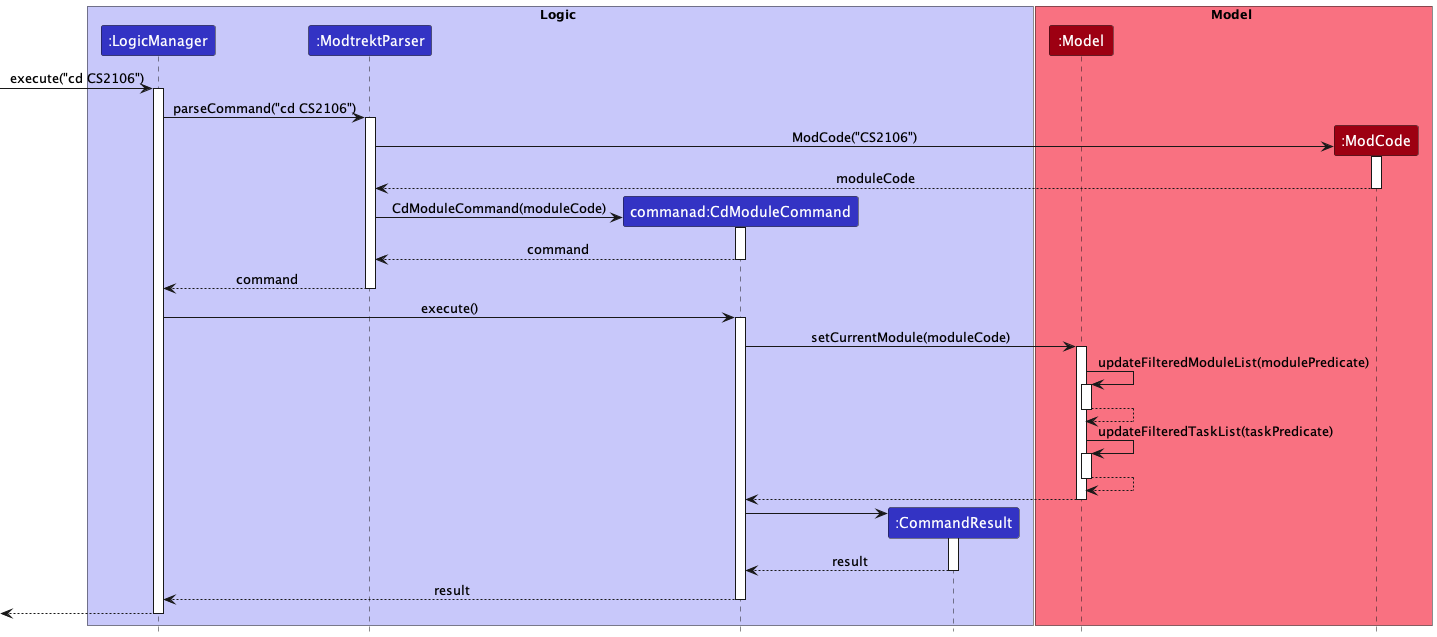 Logic
Model
:LogicManager
:ModtrektParser
:Model
execute("cd CS2106")
parseCommand("cd CS2106")
ModCode("CS2106")
:ModCode
moduleCode
CdModuleCommand(moduleCode)
commanad:CdModuleCommand
command
command
execute()
setCurrentModule(moduleCode)
updateFilteredModuleList(modulePredicate)
updateFilteredTaskList(taskPredicate)
:CommandResult
result
result